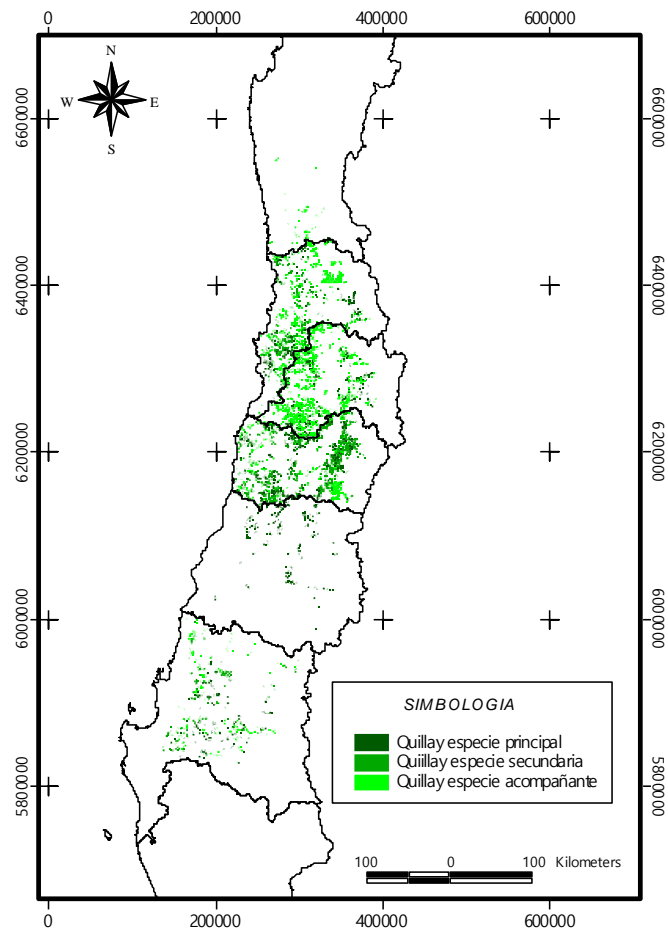 0 200000 400000 600000
N
W E
S
6600000 6600000
6400000 6400000
6200000 6200000
6000000 6000000
SIMBOLOGIA
Quillay especie principal
Quiillay especie secundaria
Quillay especie acompañante
5800000 5800000
100 0 100 Kilometers
0 200000 400000 600000